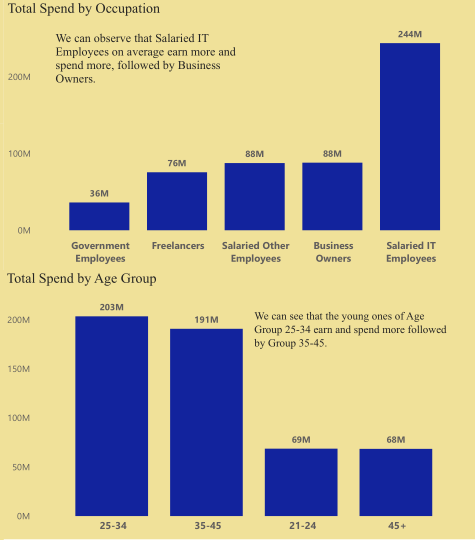 Total Spend by Occupation
We can observe that Salaried IT
Employees on average earn more and
spend more, followed by Business
Owners.
244M
200M
100M
0M
36M
76M
88M
88M
Government
Employees
Freelancers
Salaried Other
Employees
Business
Owners
Salaried IT
Employees
Total Spend by Age Group
203M
191M
We can see that the young ones of Age
Group 25-34 earn and spend more followed
by Group 35-45.
200M
150M
100M
50M
0M
69M
68M
25-34
35-45
21-24
45+